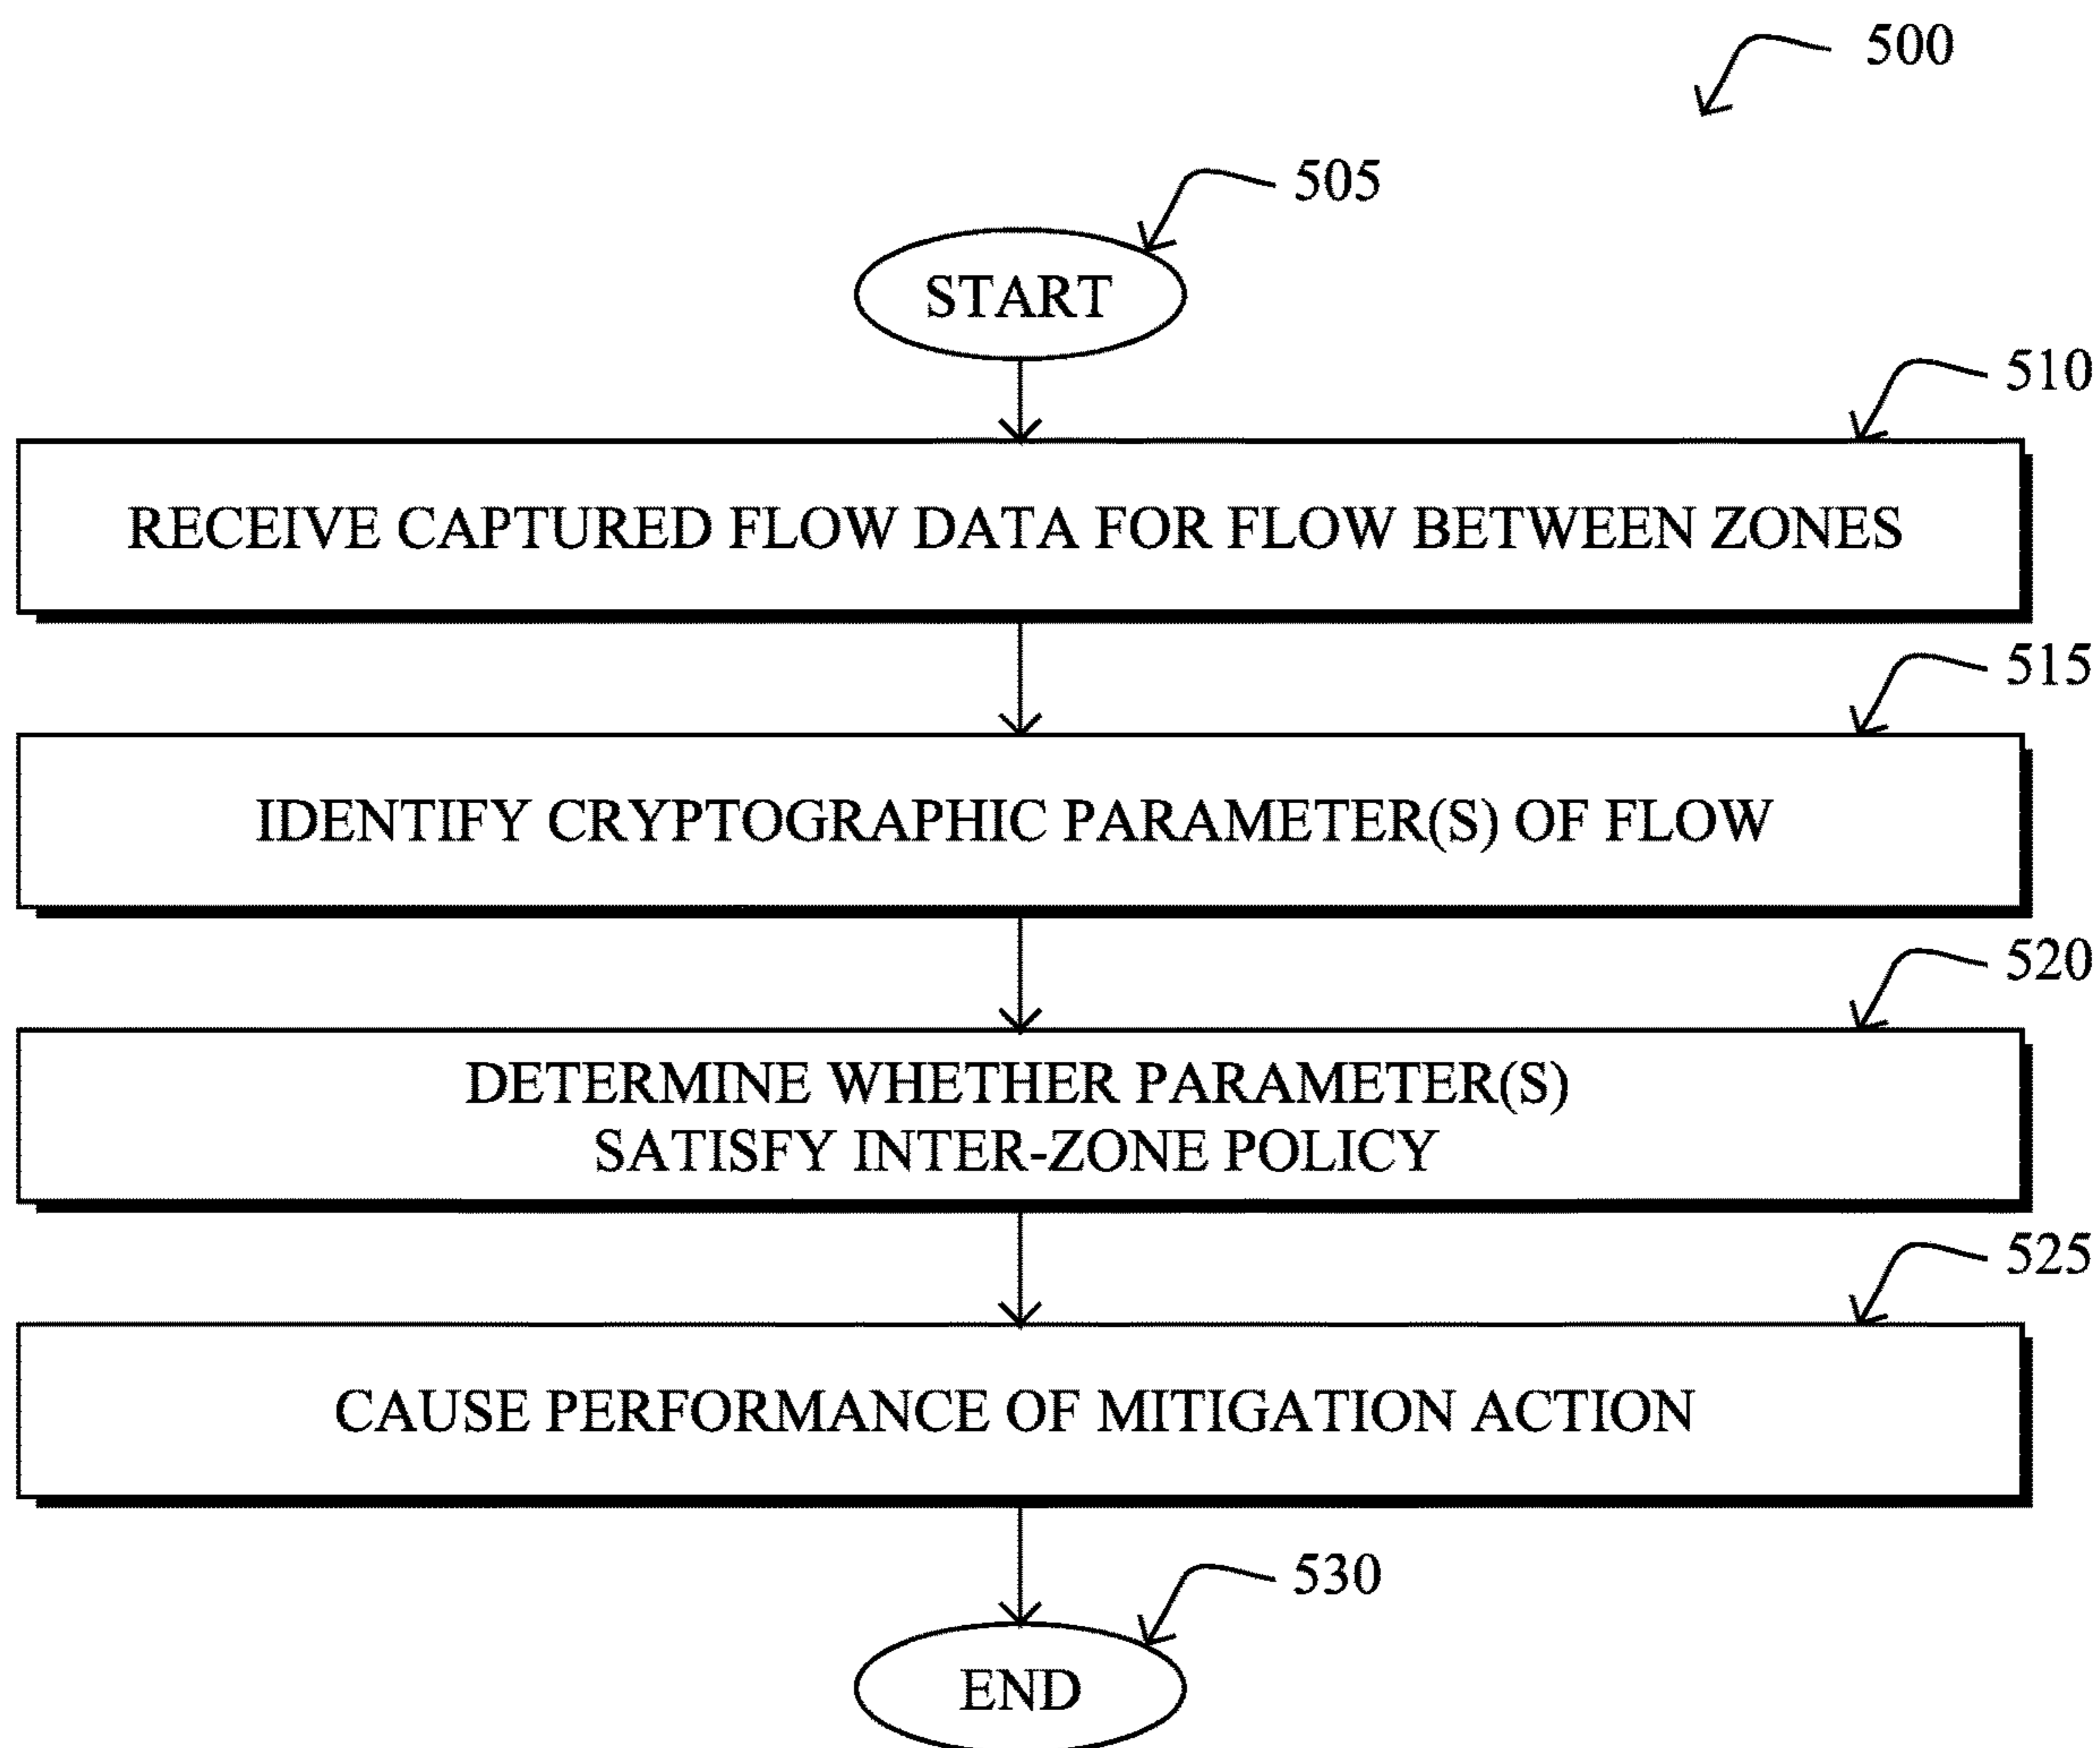 500
505
START
510
RECEIVE CAPTURED FLOW DATA FOR FLOW BETWEEN ZONES
515
IDENTIFY CRYPTOGRAPHIC PARAMETER(S) OF FLOW
520
DETERMINE WHETHER PARAMETER(S)
SATISFY INTER-ZONE POLICY
525
CAUSE PERFORMANCE OF MITIGATION ACTION
530
END